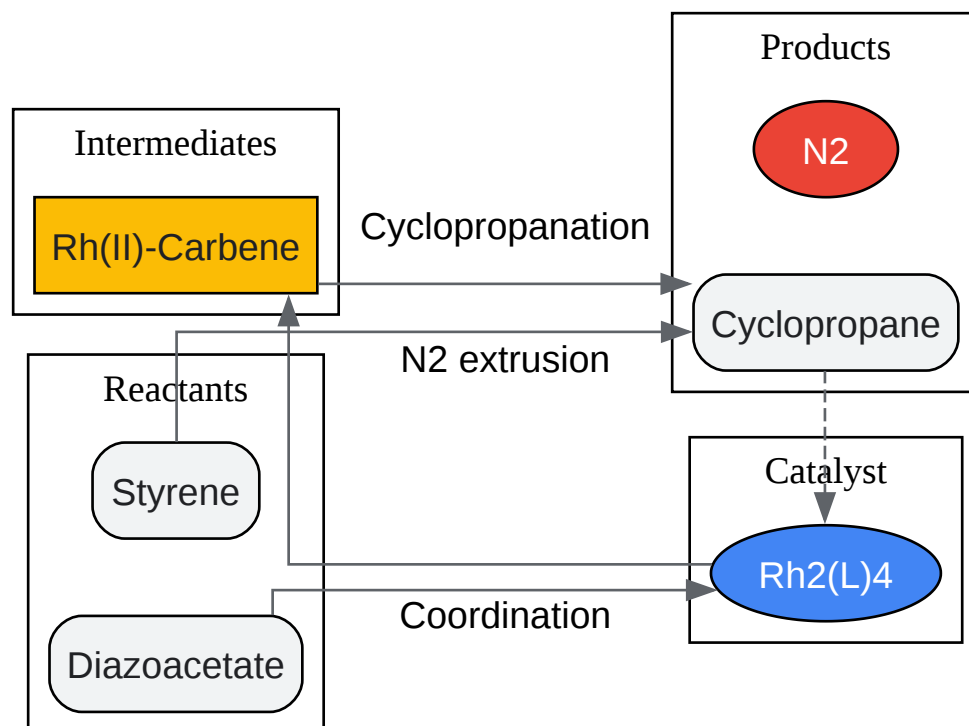 Products
N2
Intermediates
Rh(II)-Carbene
Cyclopropanation
Cyclopropane
N2 extrusion
Reactants
Styrene
Catalyst
Rh2(L)4
Coordination
Diazoacetate